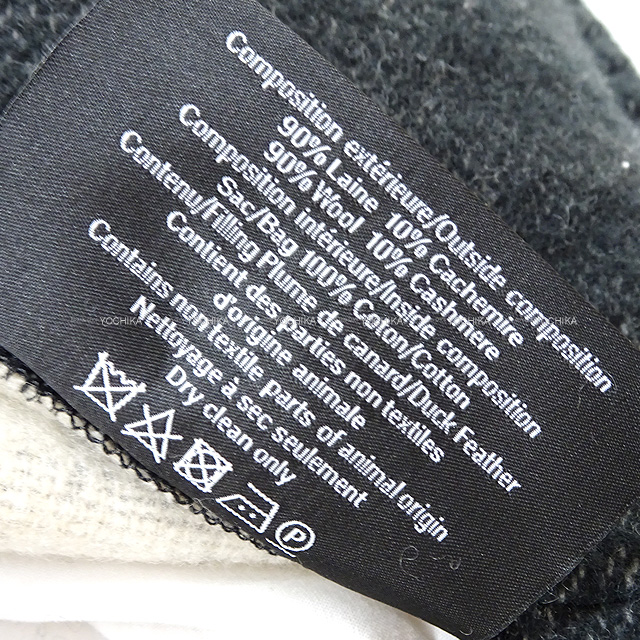 Composition extérieure/Outside composition
90% Laine 10% Cachemire
90% Wool 10% Cashmere
Composition intérieure/Inside composition
Sac/Bag 100% Coton/Cotton
Contenu/Filling Plume de canard/Duck Feather
Contient des parties non textiles
d'origine animale
Contains non textile parts of animal origin
Nettoyage à sec seulement
Dry clean only
P
YOCHIKA YOCHIKA